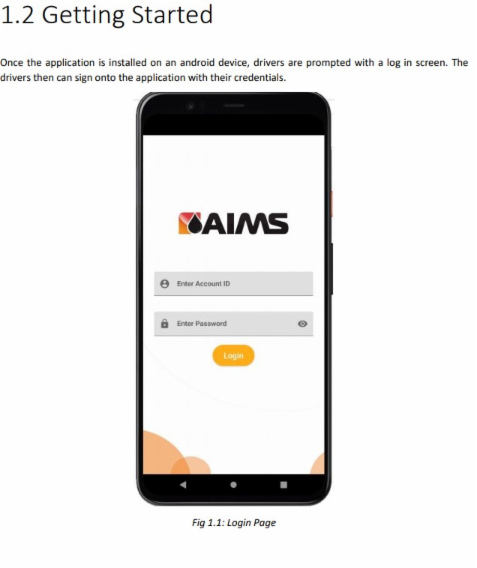 1.2 Getting Started
Once the application is installed on an android device, drivers are prompted with a log in screen. The
drivers then can sign onto the application with their credentials.
AIMS
Enter Account ID
Enter Password
Login
Fig 1.1: Login Page